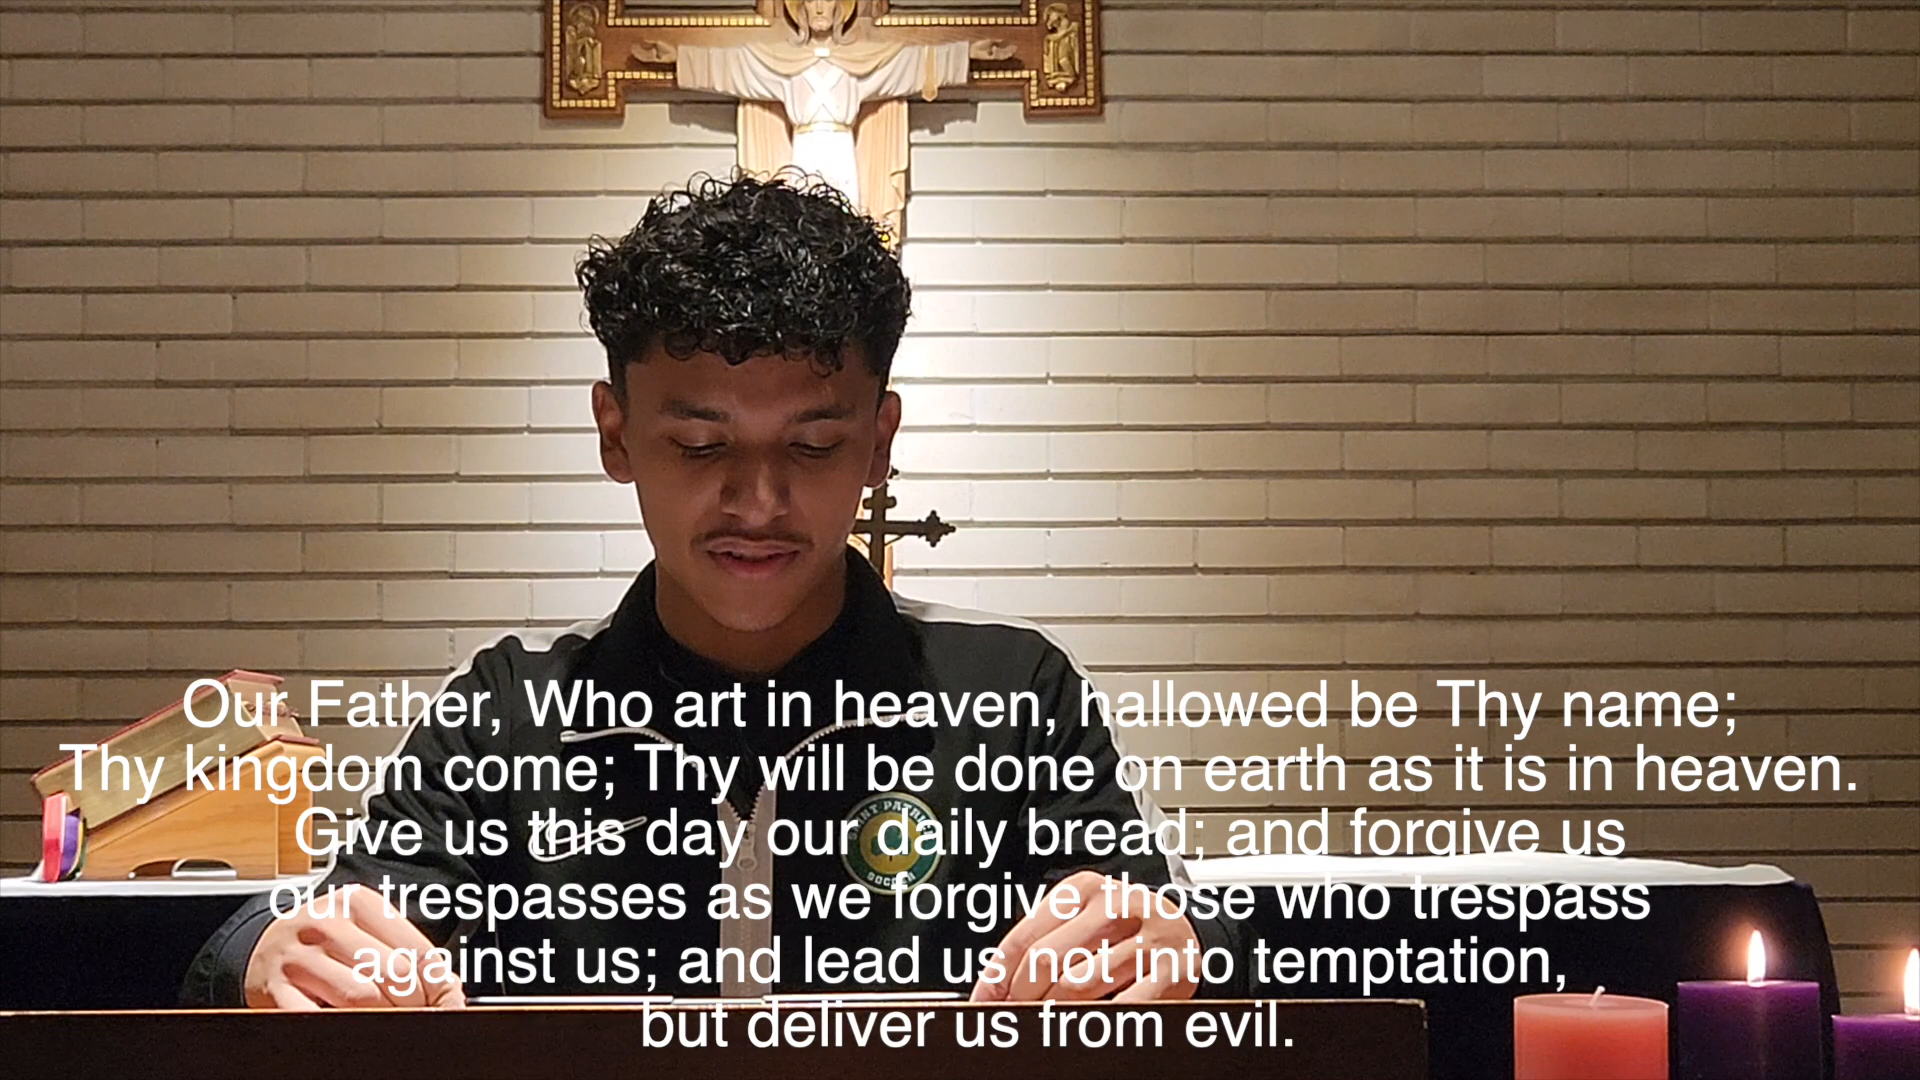 Our Father, Who art in heaven, hallowed be Thy name;
Thy kingdom come; Thy will be done on earth as it is in heaven.
Give us this day our daily bread; and forgive us
our trespasses as we forgive those who trespass
against us; and lead us not into temptation,
but deliver us from evil.
SOCCER